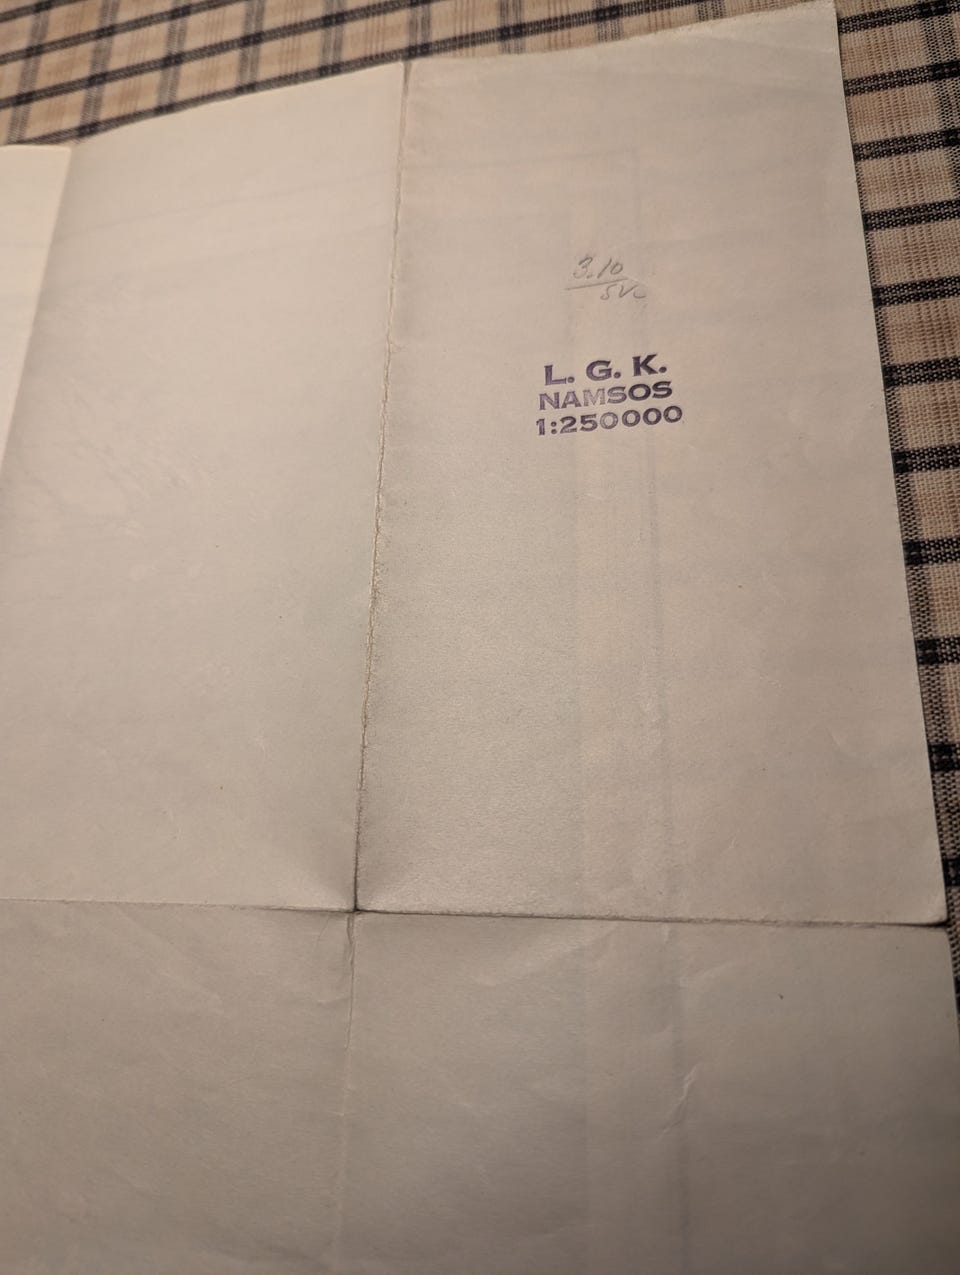 3.10
L. G. K.
NAMSOS
1:250000